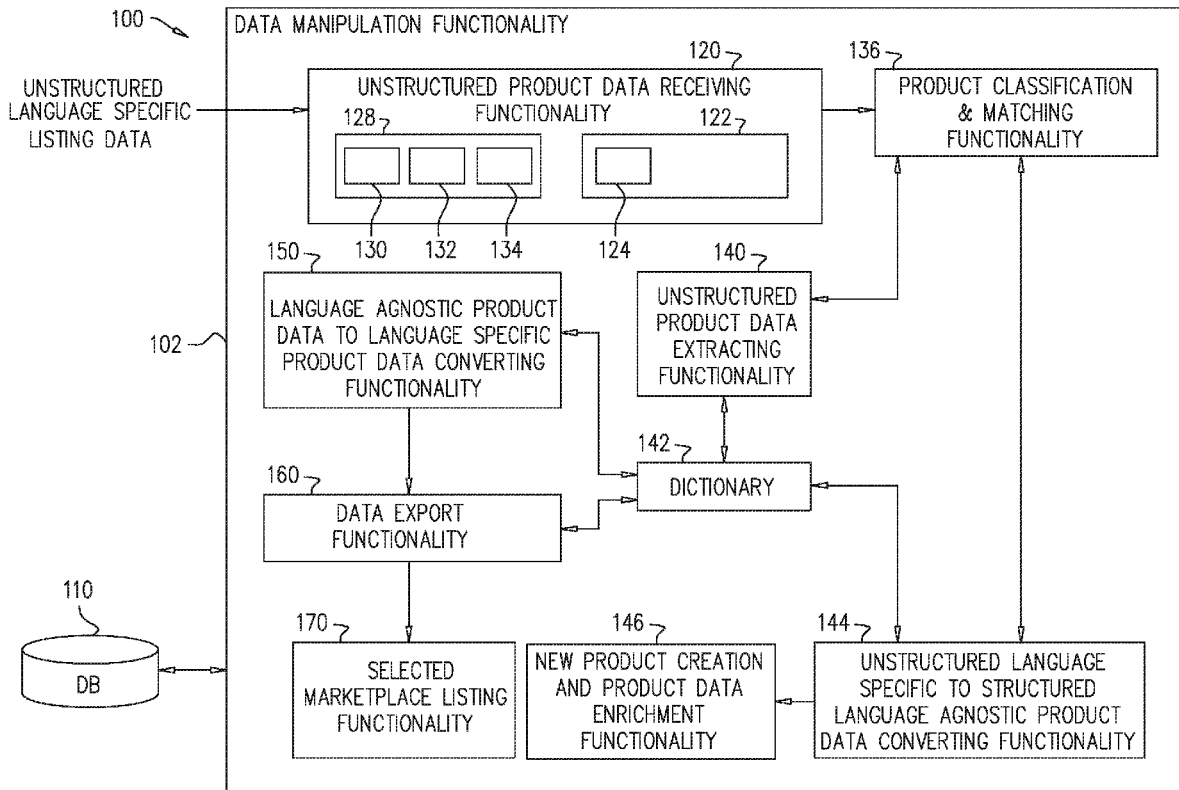 100
DATA MANIPULATION FUNCTIONALITY
UNSTRUCTURED
LANGUAGE SPECIFIC
LISTING DATA
120
UNSTRUCTURED PRODUCT DATA RECEIVING
FUNCTIONALITY
128
122
130
132
134
124
136
PRODUCT CLASSIFICATION
& MATCHING
FUNCTIONALITY
102
150
LANGUAGE AGNOSTIC PRODUCT
DATA TO LANGUAGE SPECIFIC
PRODUCT DATA CONVERTING
FUNCTIONALITY
140
UNSTRUCTURED
PRODUCT DATA
EXTRACTING
FUNCTIONALITY
142
DICTIONARY
160
DATA EXPORT
FUNCTIONALITY
110
DB
170
SELECTED
MARKETPLACE LISTING
FUNCTIONALITY
146
NEW PRODUCT CREATION
AND PRODUCT DATA
ENRICHMENT
FUNCTIONALITY
144
UNSTRUCTURED LANGUAGE
SPECIFIC TO STRUCTURED
LANGUAGE AGNOSTIC PRODUCT
DATA CONVERTING FUNCTIONALITY